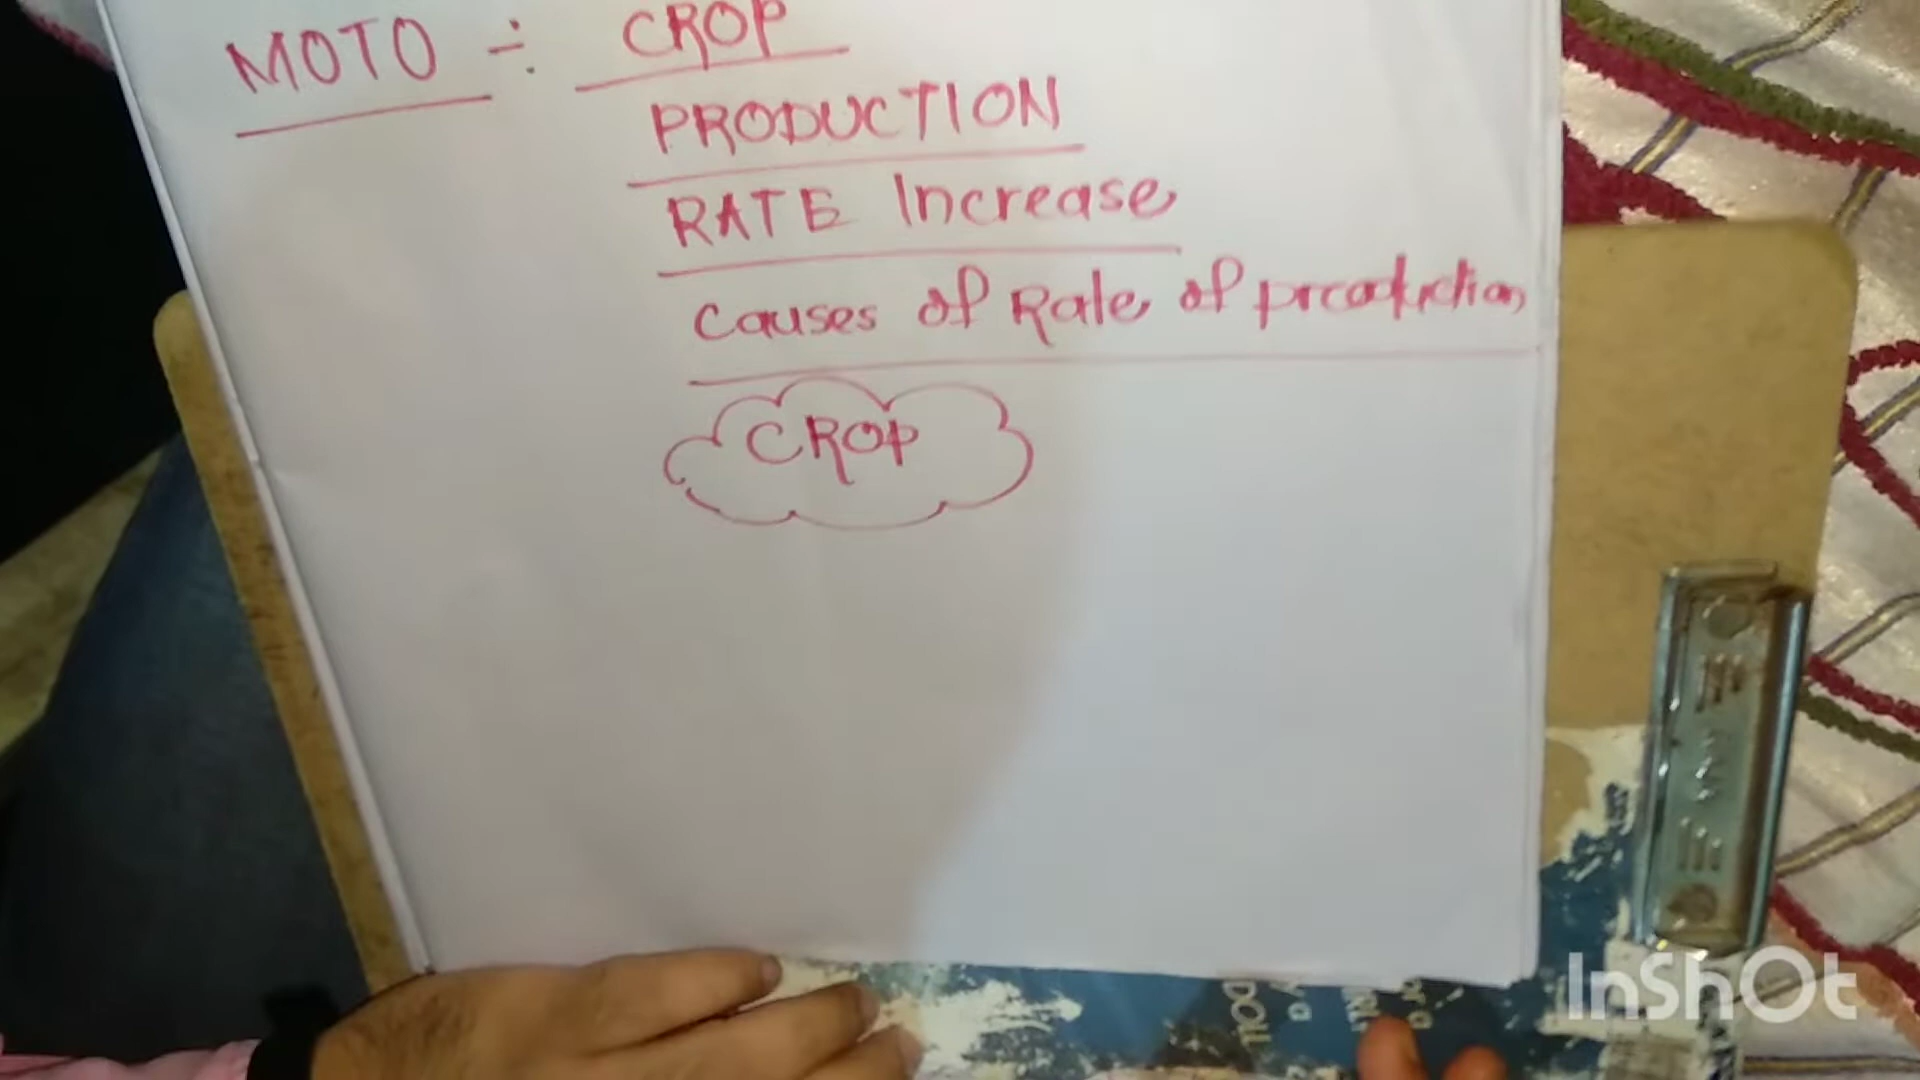 MOTO ÷ CROP
PRODUCTION
RATE Increase
causes of Rate of production
CROP
InShOt